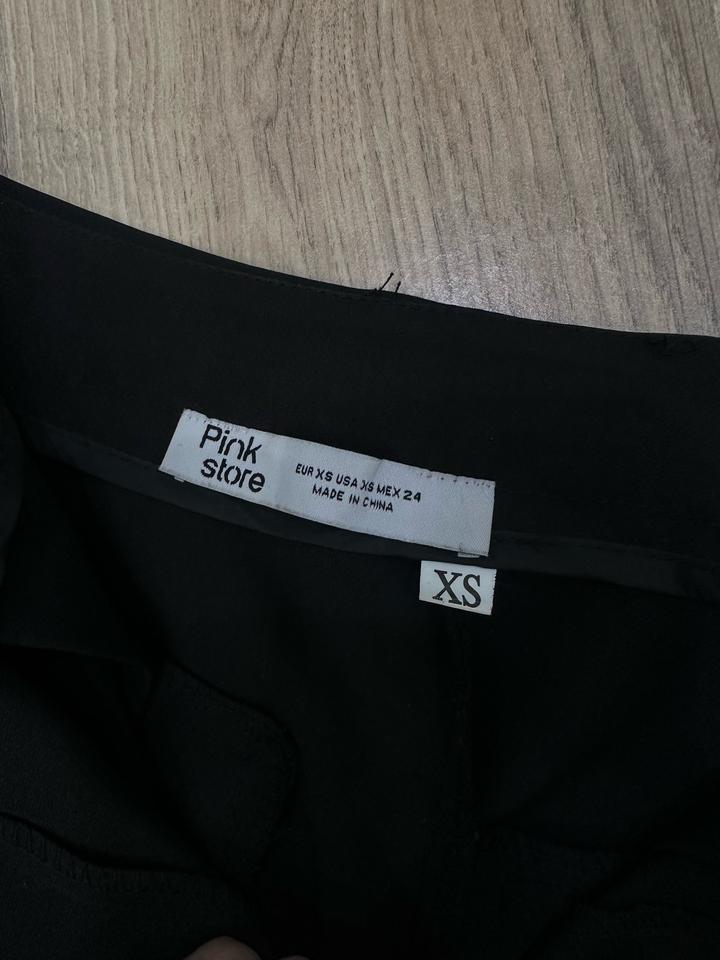 Pink
store
EUR XS USA XS MEX 24
MADE IN CHINA
XS